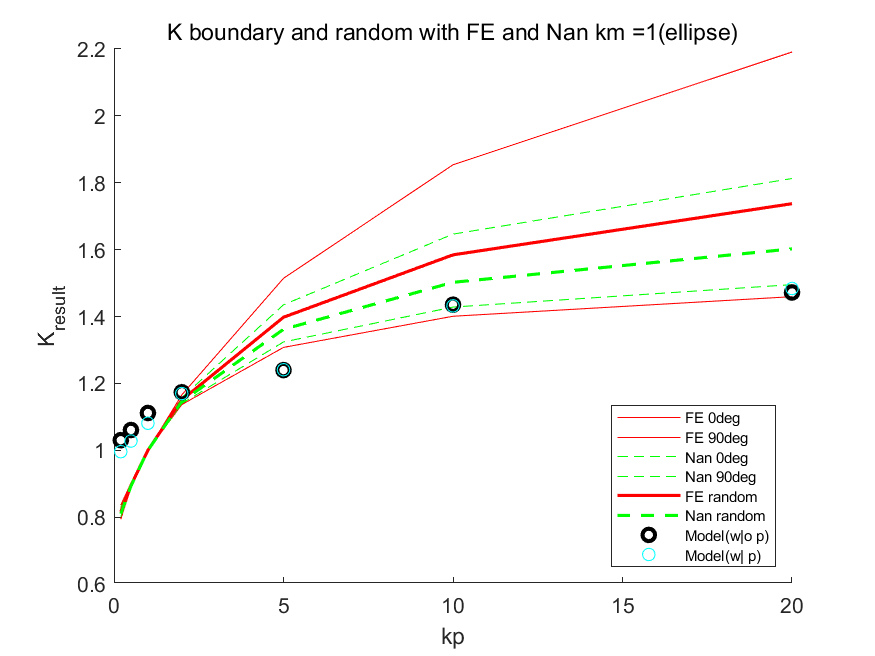 K boundary and random with FE and Nan km =1(ellipse)
2.2
2
1.8
1.6
1.4
1.2
1
0.8
0.6
K_result
0
5
10
15
20
kp
FE 0deg
FE 90deg
Nan 0deg
Nan 90deg
FE random
Nan random
Model(w|o p)
Model(w| p)